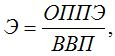 Э = ОППЭ / ВВП,